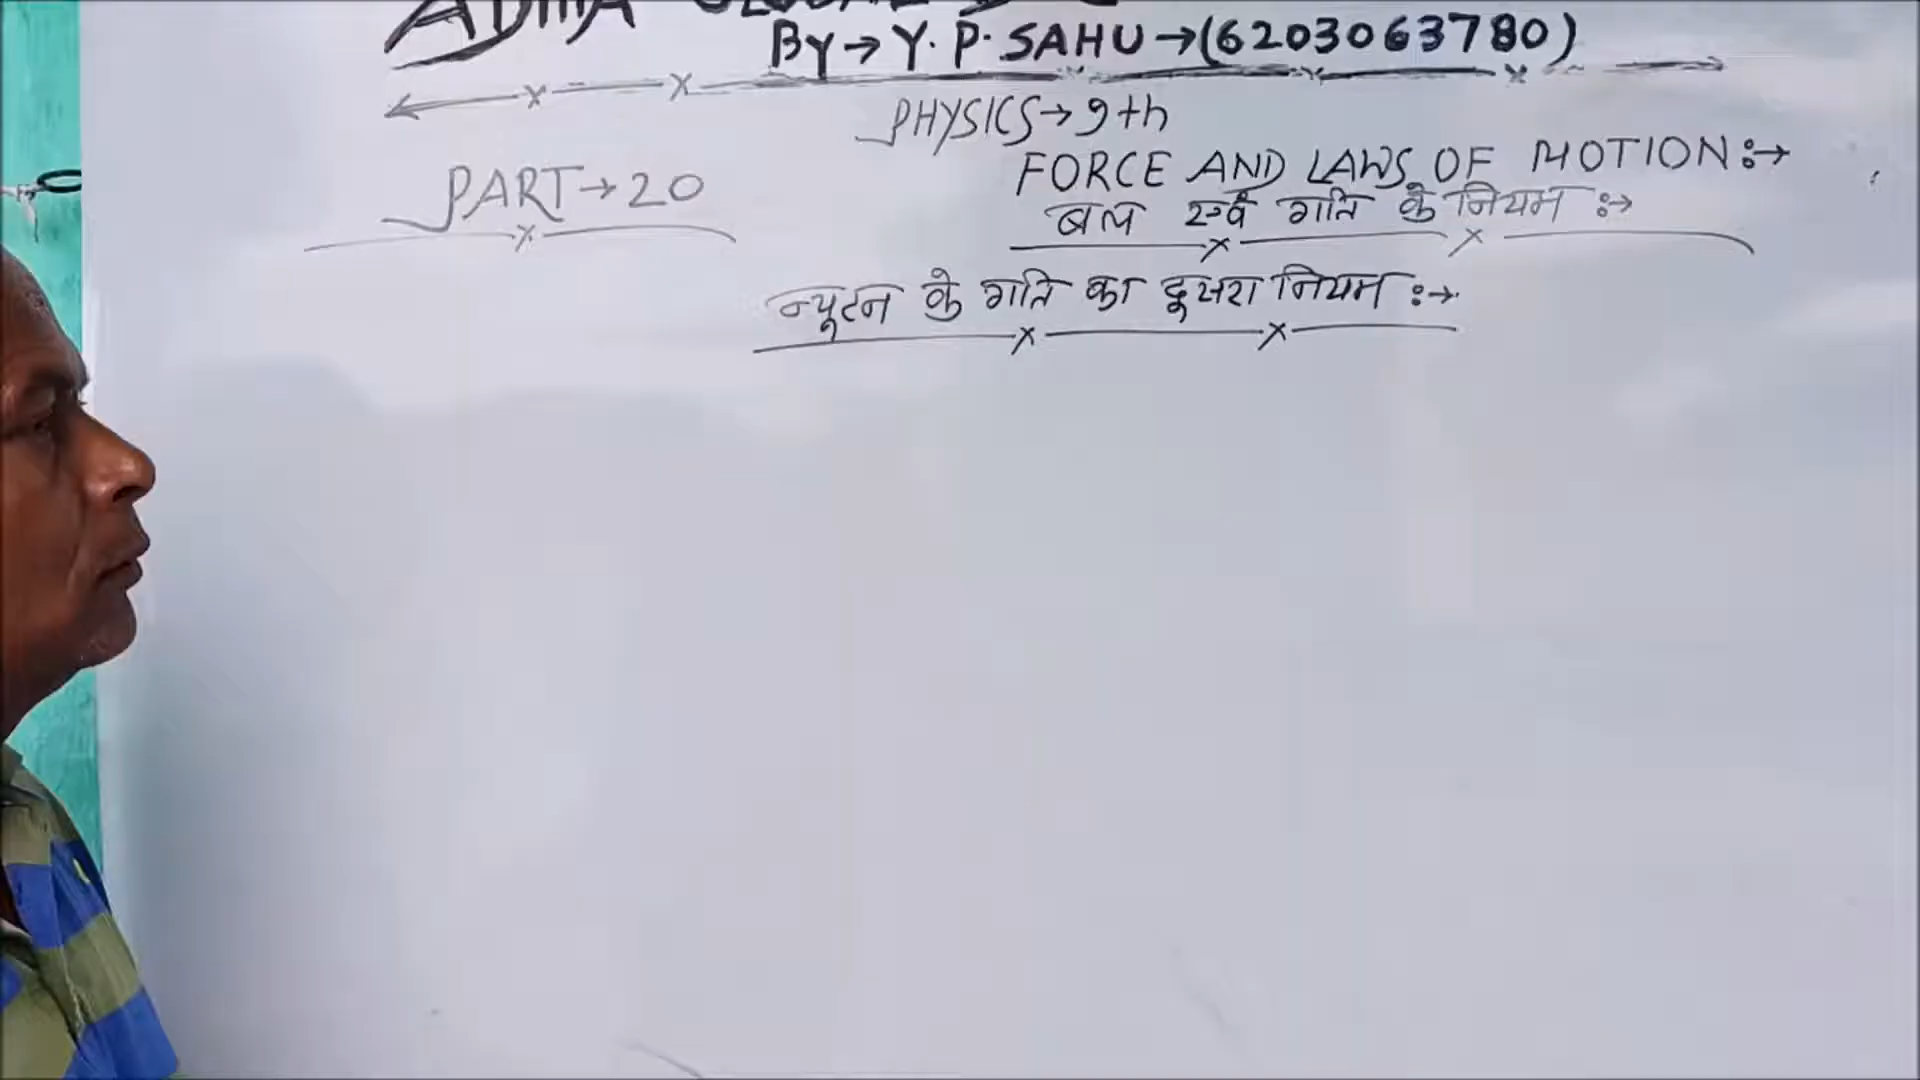 By → Y. P. SAHU → (6203063780)
PHYSICS → 9th
PART → 20
FORCE AND LAWS OF MOTION :→
बल एवं गति के नियम :→
न्यूटन के गति का दूसरा नियम :→